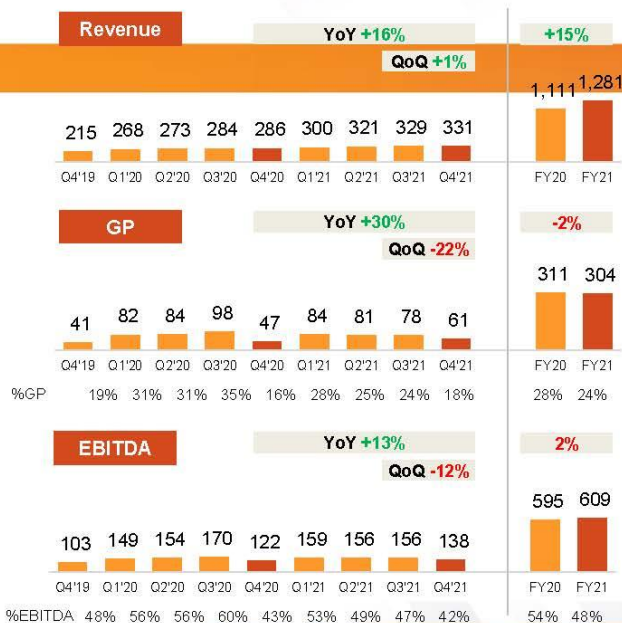 Revenue YoY +16% +15%
QoQ +1%
1,111 1,281
215 268 273 284 286 300 321 329 331
Q4'19 Q1'20 Q2'20 Q3'20 Q4'20 Q1'21 Q2'21 Q3'21 Q4'21 FY20 FY21
GP YoY +30% -2%
QoQ -22%
311 304
41 82 84 98 47 84 81 78 61
Q4'19 Q1'20 Q2'20 Q3'20 Q4'20 Q1'21 Q2'21 Q3'21 Q4'21 FY20 FY21
%GP 19% 31% 31% 35% 16% 28% 25% 24% 18% 28% 24%
EBITDA YoY +13% 2%
QoQ -12%
595 609
103 149 154 170 122 159 156 156 138
Q4'19 Q1'20 Q2'20 Q3'20 Q4'20 Q1'21 Q2'21 Q3'21 Q4'21 FY20 FY21
%EBITDA 48% 56% 56% 60% 43% 53% 49% 47% 42% 54% 48%